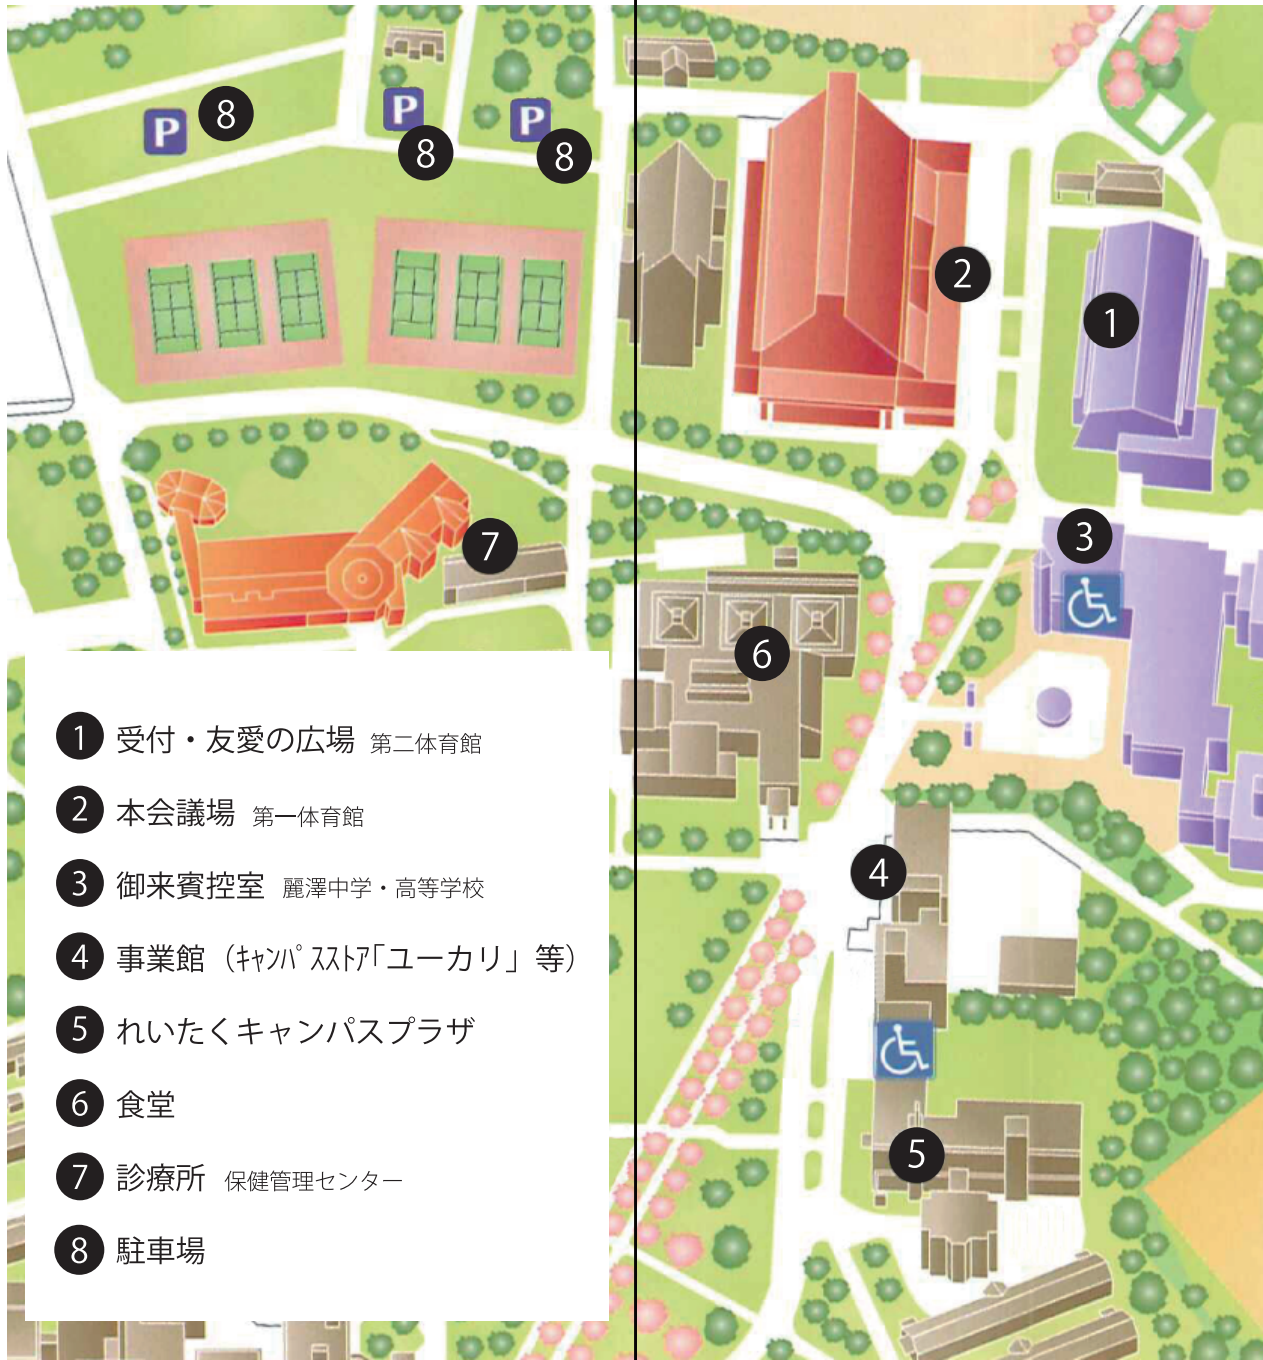 P 8
P 8
P 8
2
1
7
3
6
4
5
1 受付・友愛の広場 第二体育館
2 本会議場 第一体育館
3 御来賓控室 麗澤中学・高等学校
4 事業館（ｷｬﾝﾊﾟｽｽﾄｱ「ユーカリ」等）
5 れいたくキャンパスプラザ
6 食堂
7 診療所 保健管理センター
8 駐車場